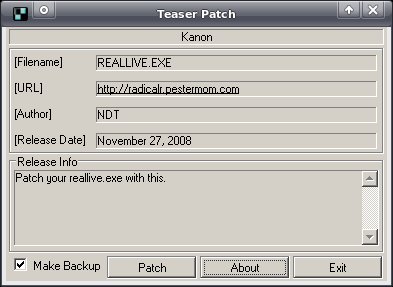 Teaser Patch
Kanon
[Filename] REALLIVE.EXE
[URL] http://radicalr.pestermom.com
[Author] NDT
[Release Date] November 27, 2008
Release Info
Patch your reallive.exe with this.
Make Backup Patch About Exit